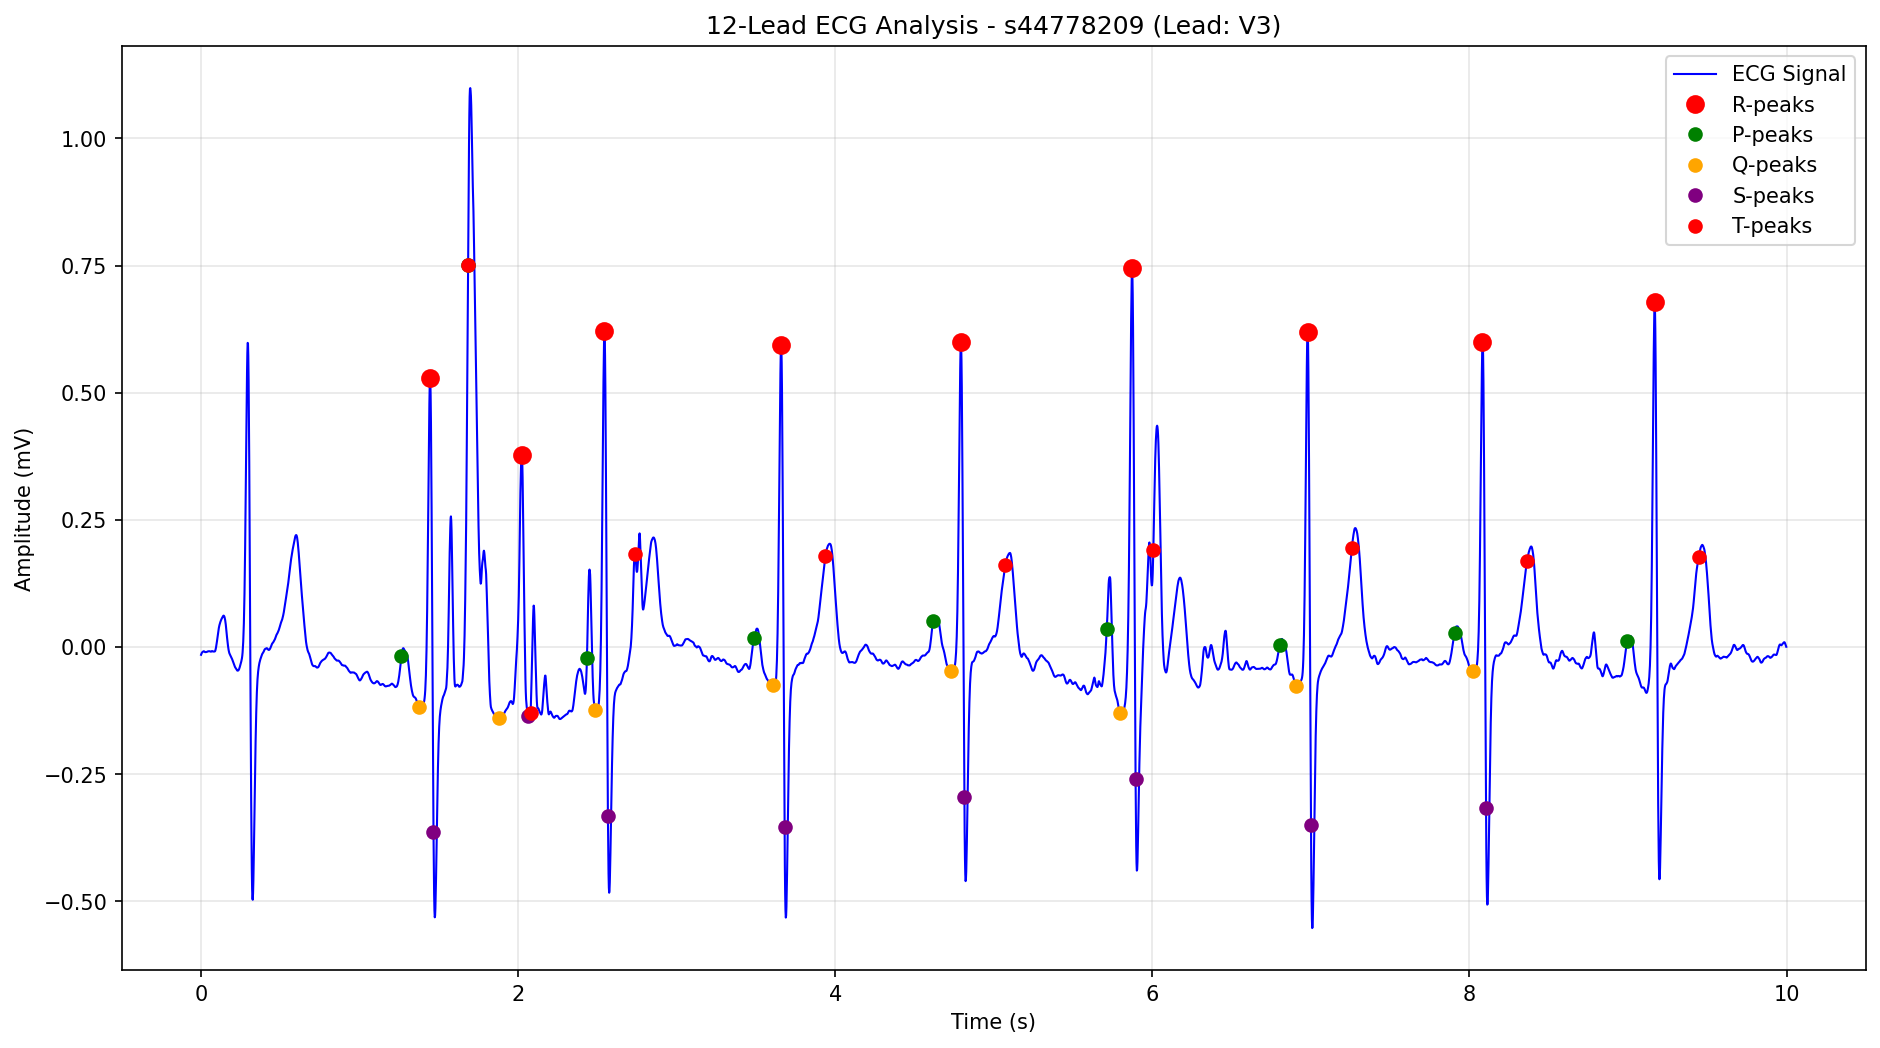 12-Lead ECG Analysis - s44778209 (Lead: V3)
ECG Signal
R-peaks
P-peaks
Q-peaks
S-peaks
T-peaks
Amplitude (mV)
1.00
0.75
0.50
0.25
0.00
−0.25
−0.50
0 2 4 6 8 10
Time (s)